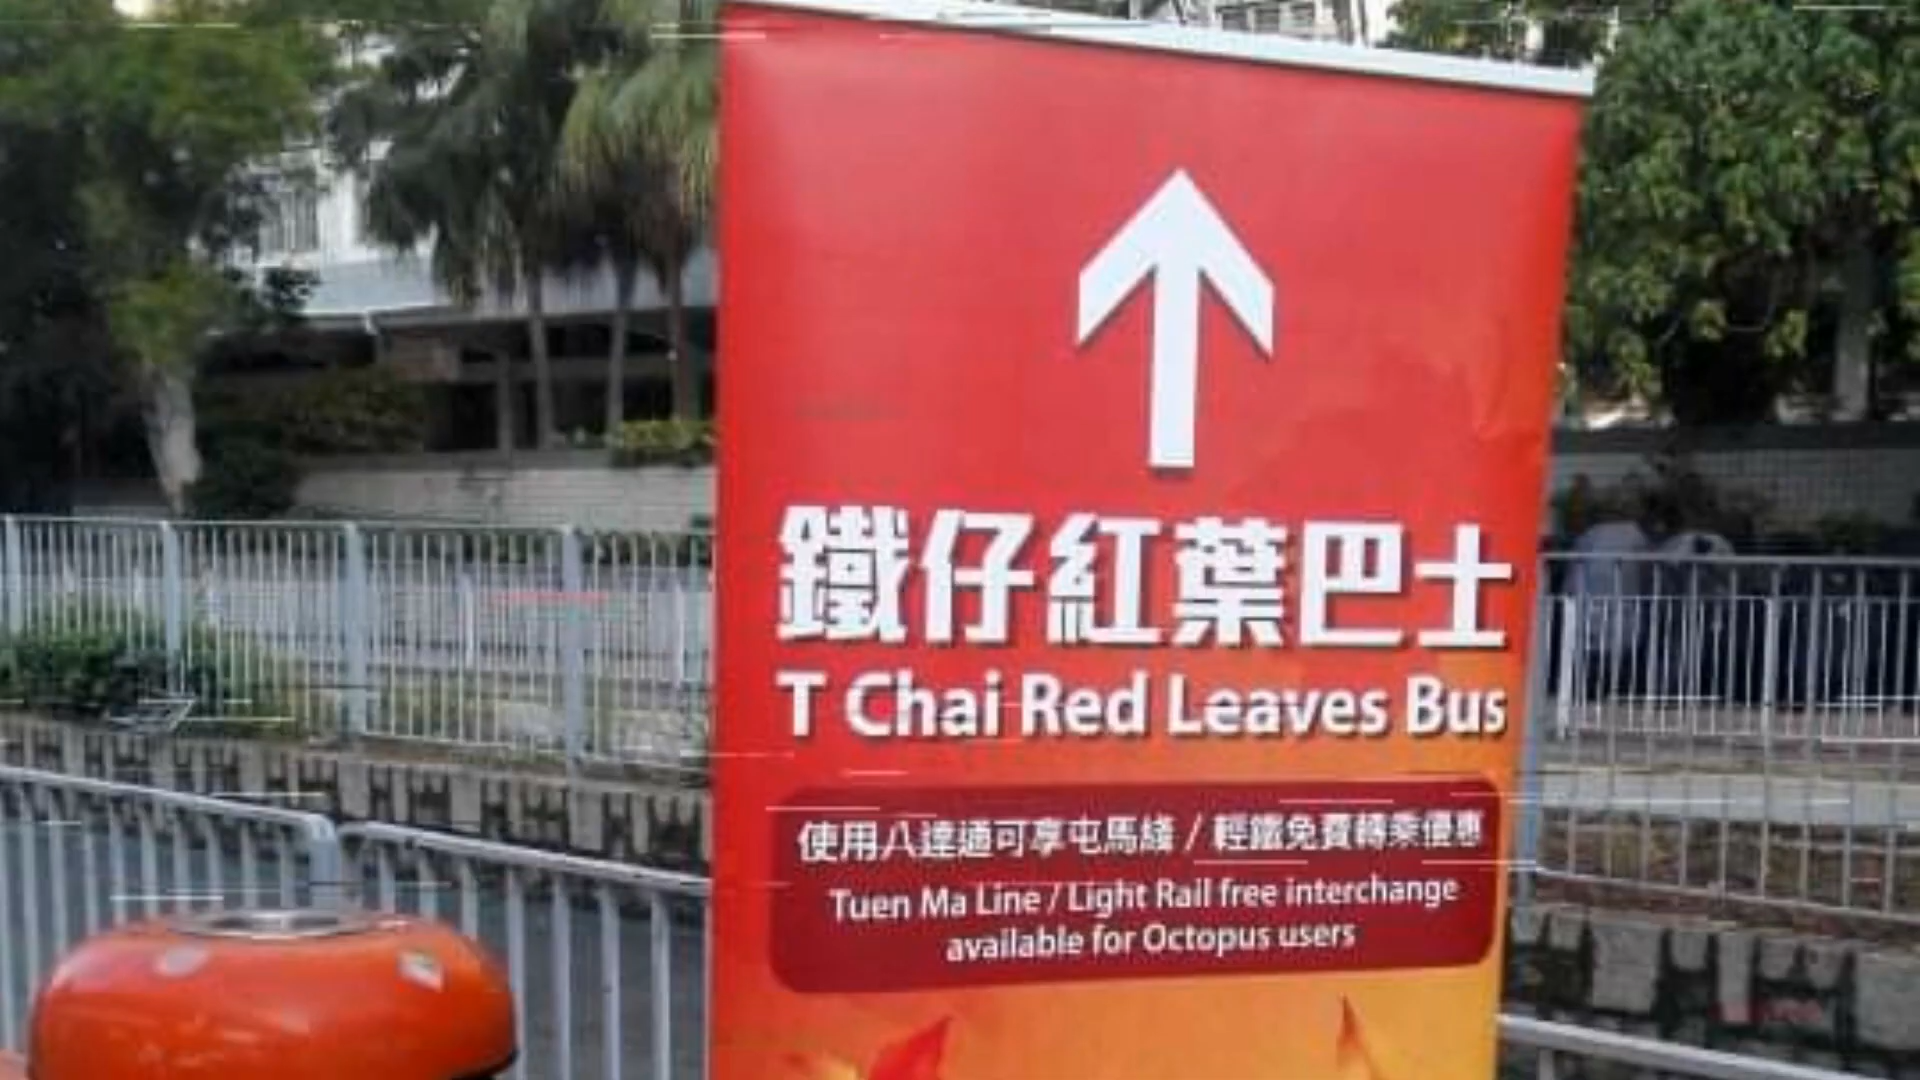 鐵仔紅葉巴士
T Chai Red Leaves Bus
使用八達通可享屯馬綫 / 輕鐵免費轉乘優惠
Tuen Ma Line / Light Rail free interchange
available for Octopus users